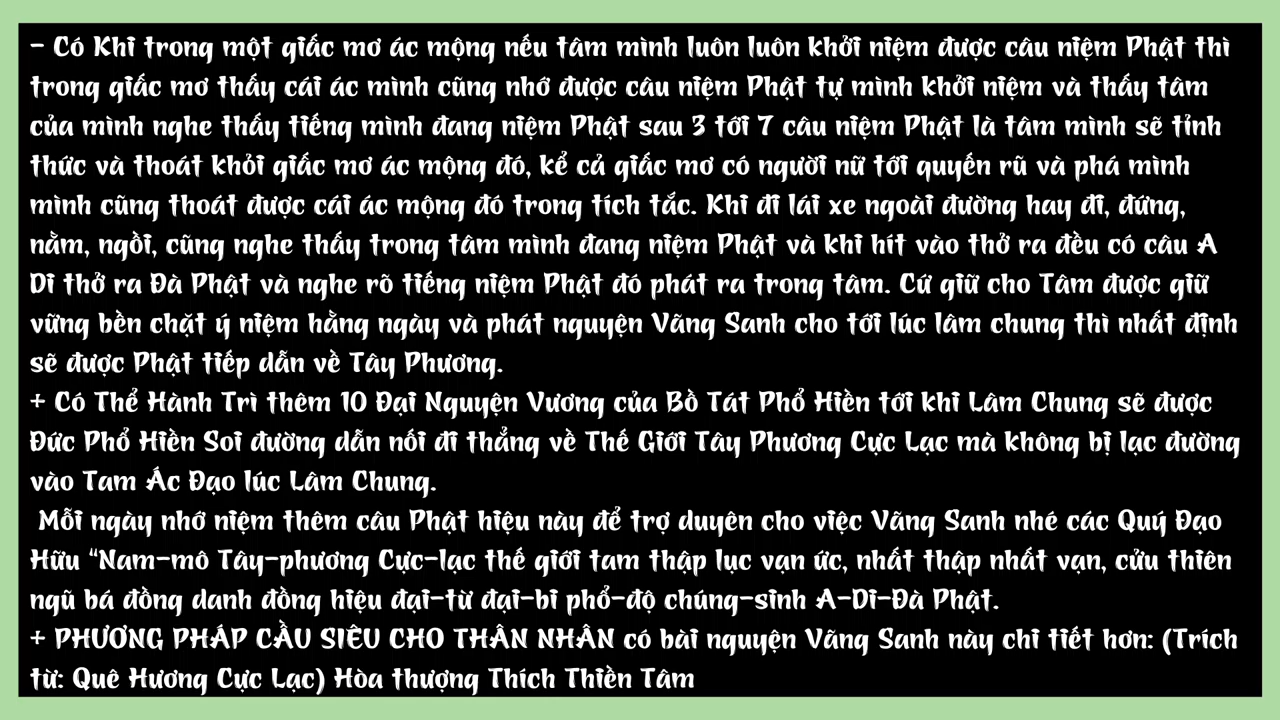 - Có Khi trong một giấc mơ ác mộng nếu tâm mình luôn luôn khởi niệm được câu niệm Phật thì
trong giấc mơ thấy cái ác mình cũng nhớ được câu niệm Phật tự mình khởi niệm và thấy tâm
của mình nghe thấy tiếng mình đang niệm Phật sau 3 tới 7 câu niệm Phật là tâm mình sẽ tỉnh
thức và thoát khỏi giấc mơ ác mộng đó, kể cả giấc mơ có người nữ tới quyến rũ và phá mình
mình cũng thoát được cái ác mộng đó trong tích tắc. Khi đi lái xe ngoài đường hay đi, đứng,
nằm, ngồi, cũng nghe thấy trong tâm mình đang niệm Phật và khi hít vào thở ra đều có câu A
Di thở ra Đà Phật và nghe rõ tiếng niệm Phật đó phát ra trong tâm. Cứ giữ cho Tâm được giữ
vững bền chặt ý niệm hằng ngày và phát nguyện Vãng Sanh cho tới lúc lâm chung thì nhất định
sẽ được Phật tiếp dẫn về Tây Phương.
+ Có Thể Hành Trì thêm 10 Đại Nguyện Vương của Bồ Tát Phổ Hiền tới khi Lâm Chung sẽ được
Đức Phổ Hiền Soi đường dẫn nối đi thẳng về Thế Giới Tây Phương Cực Lạc mà không bị lạc đường
vào Tam Ác Đạo lúc Lâm Chung.
Mỗi ngày nhớ niệm thêm câu Phật hiệu này để trợ duyên cho việc Vãng Sanh nhé các Quý Đạo
Hữu "Nam-mô Tây-phương Cực-lạc thế giới tam thập lục vạn ức, nhất thập nhất vạn, cửu thiên
ngũ bá đồng danh đồng hiệu đại-từ đại-bi phổ-độ chúng-sinh A-Di-Đà Phật.
+ PHƯƠNG PHÁP CẦU SIÊU CHO THÂN NHÂN có bài nguyện Vãng Sanh này chi tiết hơn: (Trích
từ: Quê Hương Cực Lạc) Hòa thượng Thích Thiền Tâm